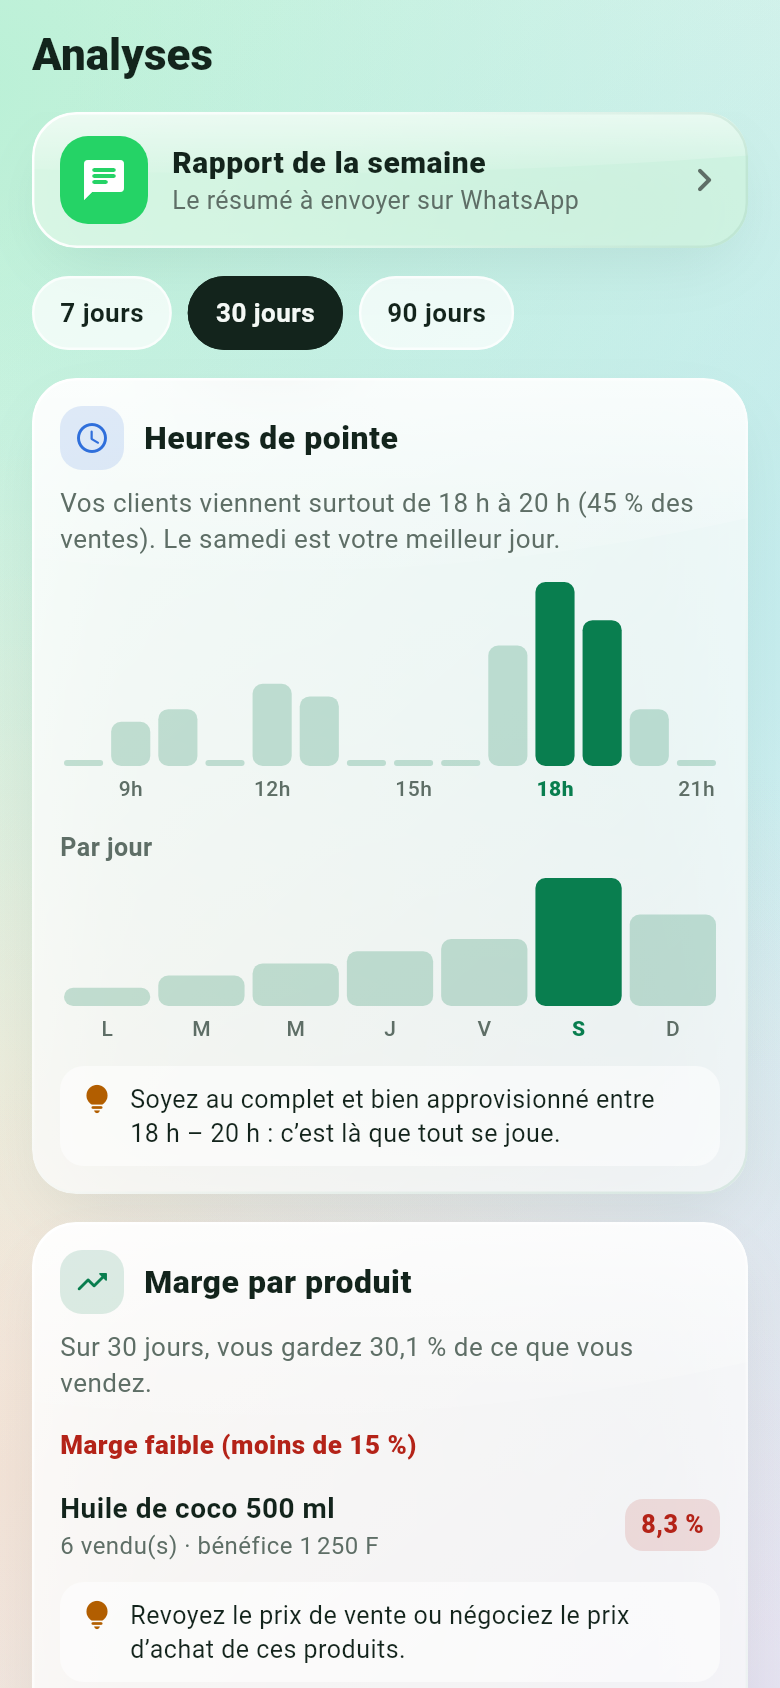 Analyses
Rapport de la semaine
Le résumé à envoyer sur WhatsApp
7 jours
30 jours
90 jours
Heures de pointe
Vos clients viennent surtout de 18 h à 20 h (45 % des
ventes). Le samedi est votre meilleur jour.
9h 12h 15h 18h 21h
Par jour
L M M J V S D
Soyez au complet et bien approvisionné entre
18 h – 20 h : c’est là que tout se joue.
Marge par produit
Sur 30 jours, vous gardez 30,1 % de ce que vous
vendez.
Marge faible (moins de 15 %)
Huile de coco 500 ml
8,3 %
6 vendu(s) · bénéfice 1 250 F
Revoyez le prix de vente ou négociez le prix
d’achat de ces produits.